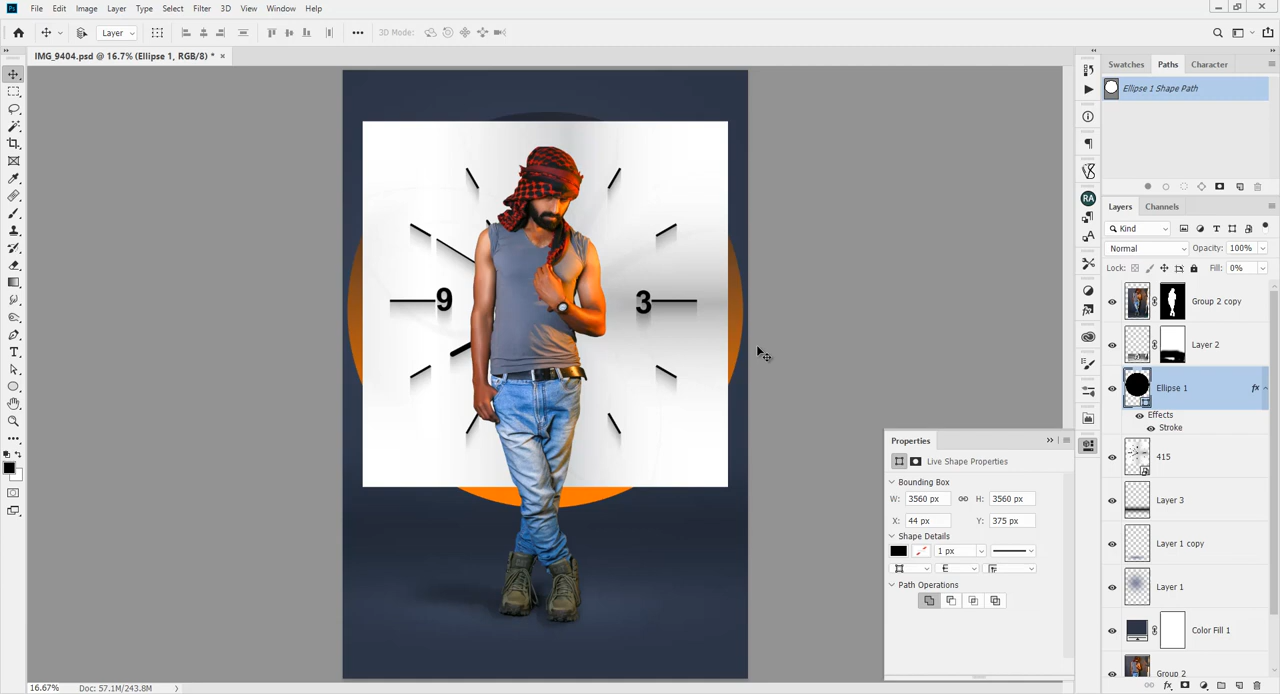 File Edit Image Layer Type Select Filter 3D View Window Help
Layer 3D Mode:
IMG_9404.psd @ 16.7% (Ellipse 1, RGB/8) * ×
Swatches Paths Character
Ellipse 1 Shape Path
Layers Channels
Kind
Normal Opacity: 100%
Lock: Fill: 0%
9 3
Group 2 copy
Layer 2
Ellipse 1 fx
Effects
Stroke
415
Layer 3
Layer 1 copy
Layer 1
Color Fill 1
Group 2
Properties
Live Shape Properties
Bounding Box
W: 3560 px H: 3560 px
X: 44 px Y: 375 px
Shape Details
1 px
Path Operations
RA
16.67% Doc: 57.1M/243.8M